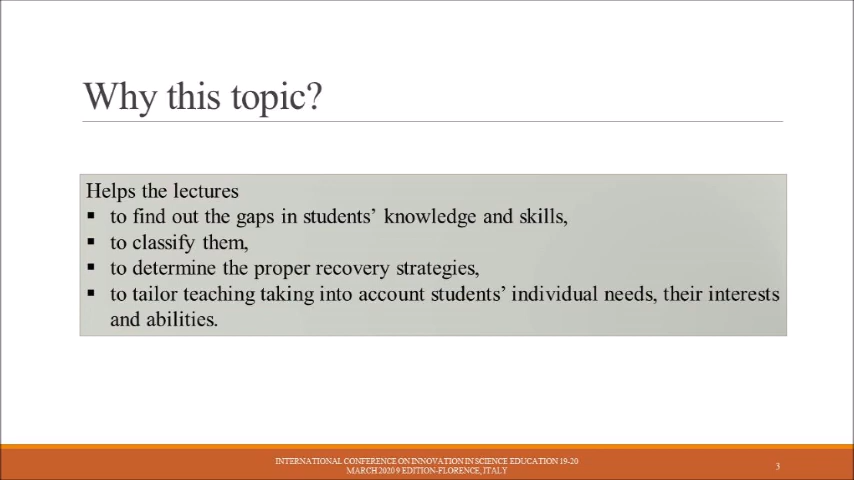 Why this topic?
Helps the lectures
▪ to find out the gaps in students’ knowledge and skills,
▪ to classify them,
▪ to determine the proper recovery strategies,
▪ to tailor teaching taking into account students’ individual needs, their interests
and abilities.
INTERNATIONAL CONFERENCE ON INNOVATION IN SCIENCE EDUCATION 19-20
MARCH 2020 9 EDITION-FLORENCE, ITALY
3